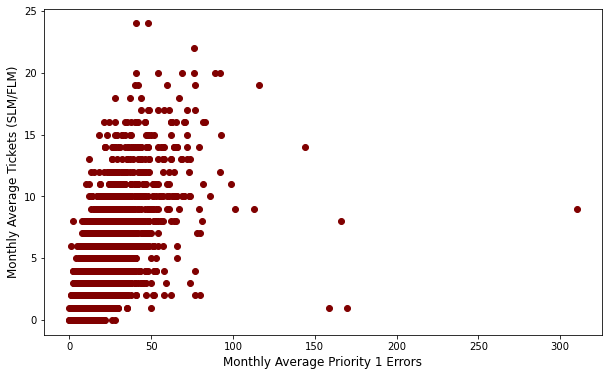 25
20
15
10
5
0
Monthly Average Tickets (SLM/FLM)
0 50 100 150 200 250 300
Monthly Average Priority 1 Errors